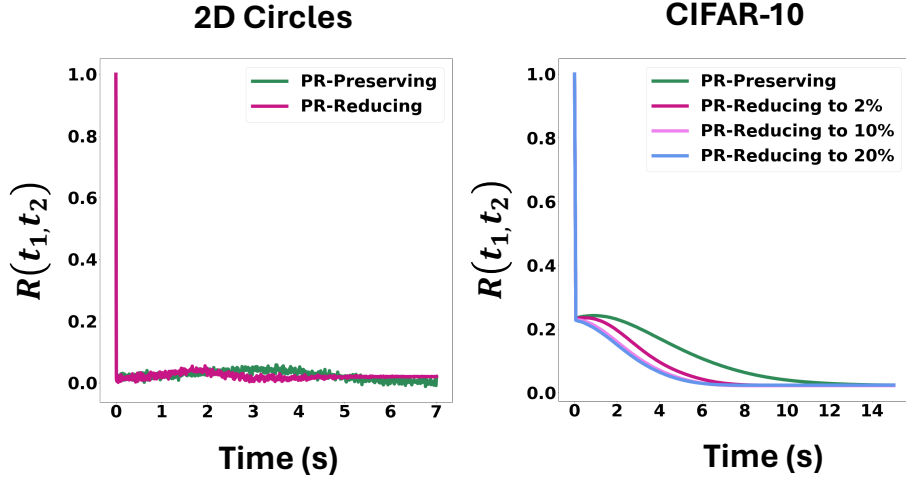 2D Circles
R(t₁,t₂)
1.0
0.8
0.6
0.4
0.2
0.0
PR-Preserving
PR-Reducing
0 1 2 3 4 5 6 7
Time (s)
CIFAR-10
R(t₁,t₂)
1.0
0.8
0.6
0.4
0.2
0.0
PR-Preserving
PR-Reducing to 2%
PR-Reducing to 10%
PR-Reducing to 20%
0 2 4 6 8 10 12 14
Time (s)